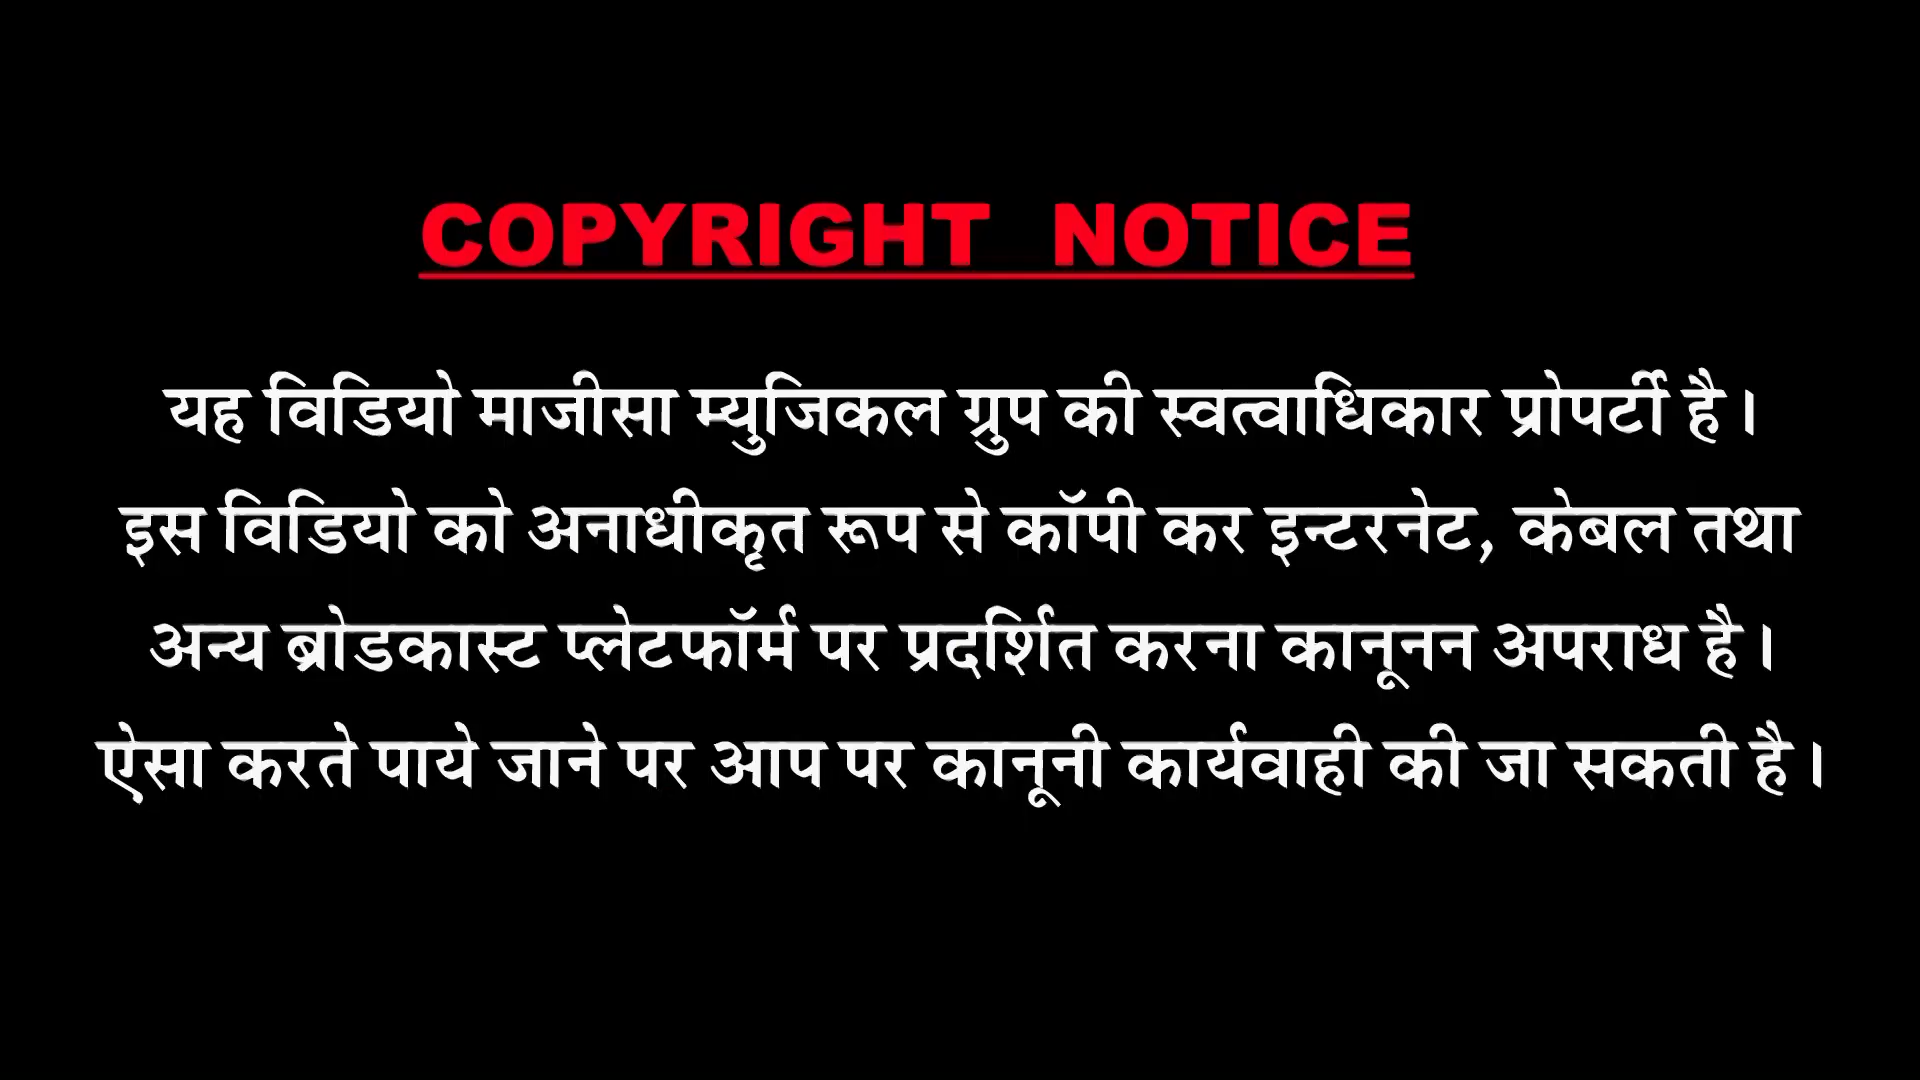 COPYRIGHT NOTICE
यह विडियो माजीसा म्युजिकल ग्रुप की स्वत्वाधिकार प्रोपर्टी है।
इस विडियो को अनाधीकृत रूप से कॉपी कर इन्टरनेट, केबल तथा
अन्य ब्रोडकास्ट प्लेटफॉर्म पर प्रदर्शित करना कानूनन अपराध है।
ऐसा करते पाये जाने पर आप पर कानूनी कार्यवाही की जा सकती है।